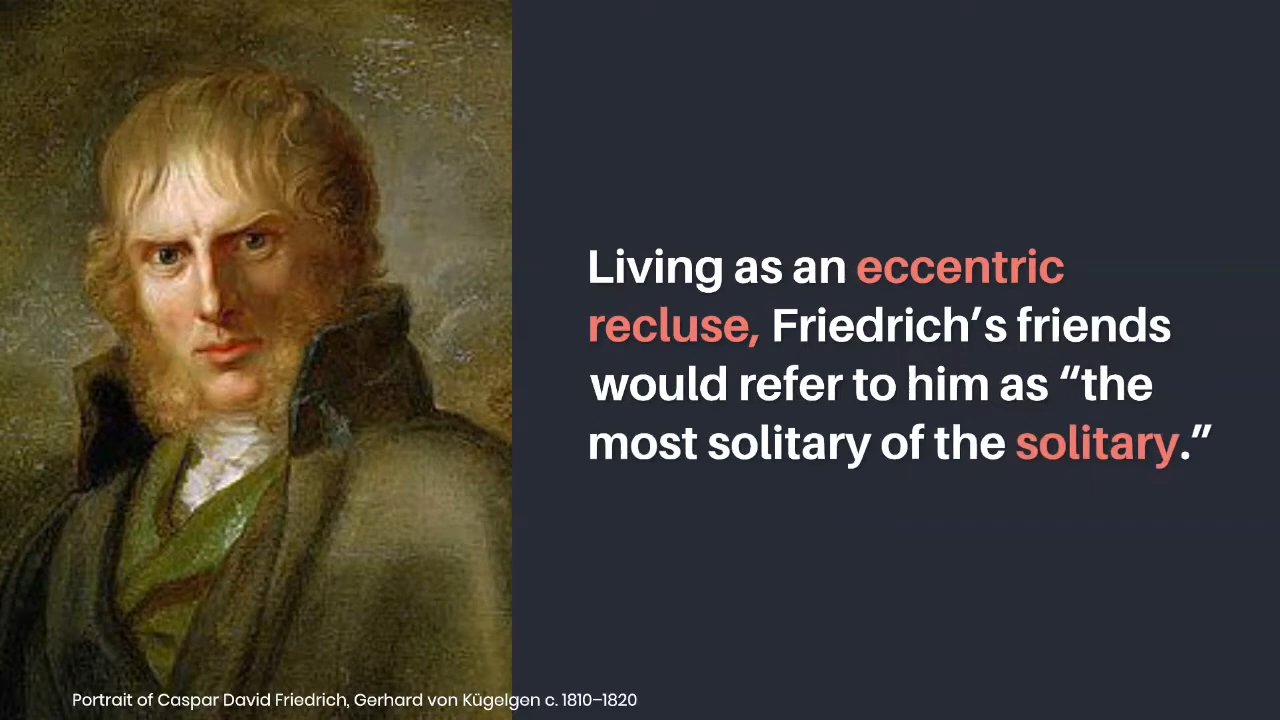 Living as an eccentric
recluse, Friedrich’s friends
would refer to him as “the
most solitary of the solitary.”
Portrait of Caspar David Friedrich, Gerhard von Kügelgen c. 1810–1820